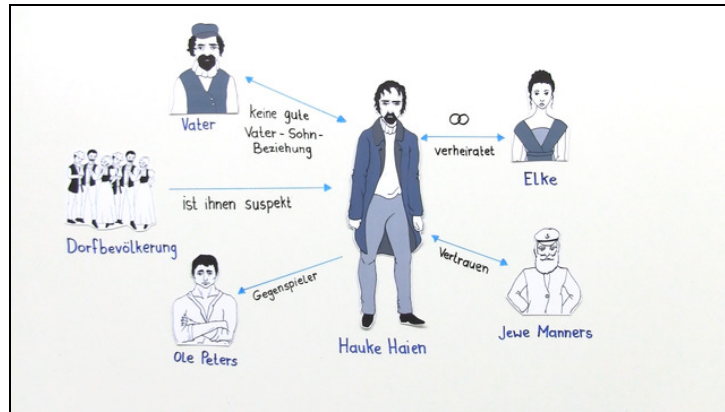 Vater
keine gute
Vater-Sohn-
Beziehung
verheiratet
Elke
ist ihnen suspekt
Dorfbevölkerung
Gegenspieler
Vertrauen
Ole Peters
Hauke Haien
Jewe Manners